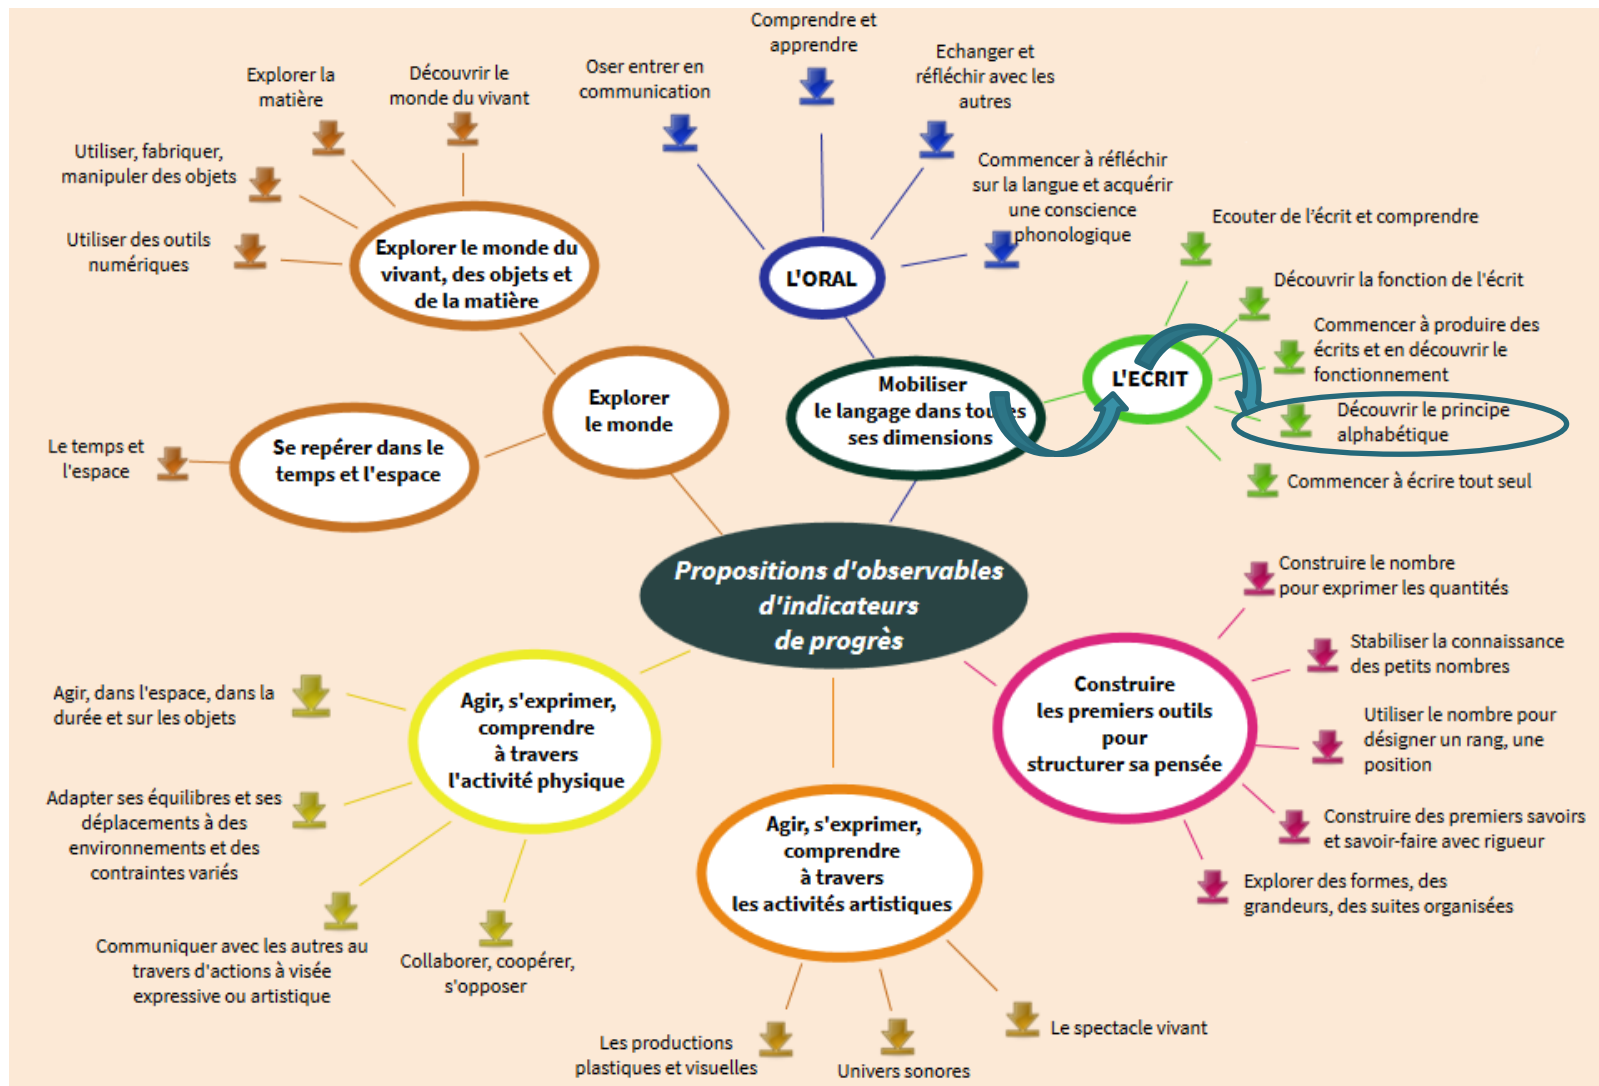 Comprendre et
apprendre
Oser entrer en
communication
Echanger et
réfléchir avec les
autres
Commencer à réfléchir
sur la langue et acquérir
une conscience
phonologique
Explorer la
matière
Découvrir le
monde du vivant
Utiliser, fabriquer,
manipuler des objets
Utiliser des outils
numériques
Explorer le monde du
vivant, des objets et
de la matière
L'ORAL
Ecouter de l’écrit et comprendre
Découvrir la fonction de l'écrit
Commencer à produire des
écrits et en découvrir le
fonctionnement
Découvrir le principe
alphabétique
Commencer à écrire tout seul
L'ECRIT
Mobiliser
le langage dans toutes
ses dimensions
Explorer
le monde
Se repérer dans le
temps et l'espace
Le temps et
l'espace
Propositions d'observables
d'indicateurs
de progrès
Construire le nombre
pour exprimer les quantités
Stabiliser la connaissance
des petits nombres
Utiliser le nombre pour
désigner un rang, une
position
Construire des premiers savoirs
et savoir-faire avec rigueur
Explorer des formes, des
grandeurs, des suites organisées
Construire
les premiers outils
pour
structurer sa pensée
Agir, s'exprimer,
comprendre
à travers
l'activité physique
Agir, dans l'espace, dans la
durée et sur les objets
Adapter ses équilibres et ses
déplacements à des
environnements et des
contraintes variés
Communiquer avec les autres au
travers d'actions à visée
expressive ou artistique
Collaborer, coopérer,
s'opposer
Agir, s'exprimer,
comprendre
à travers
les activités artistiques
Les productions
plastiques et visuelles
Univers sonores
Le spectacle vivant